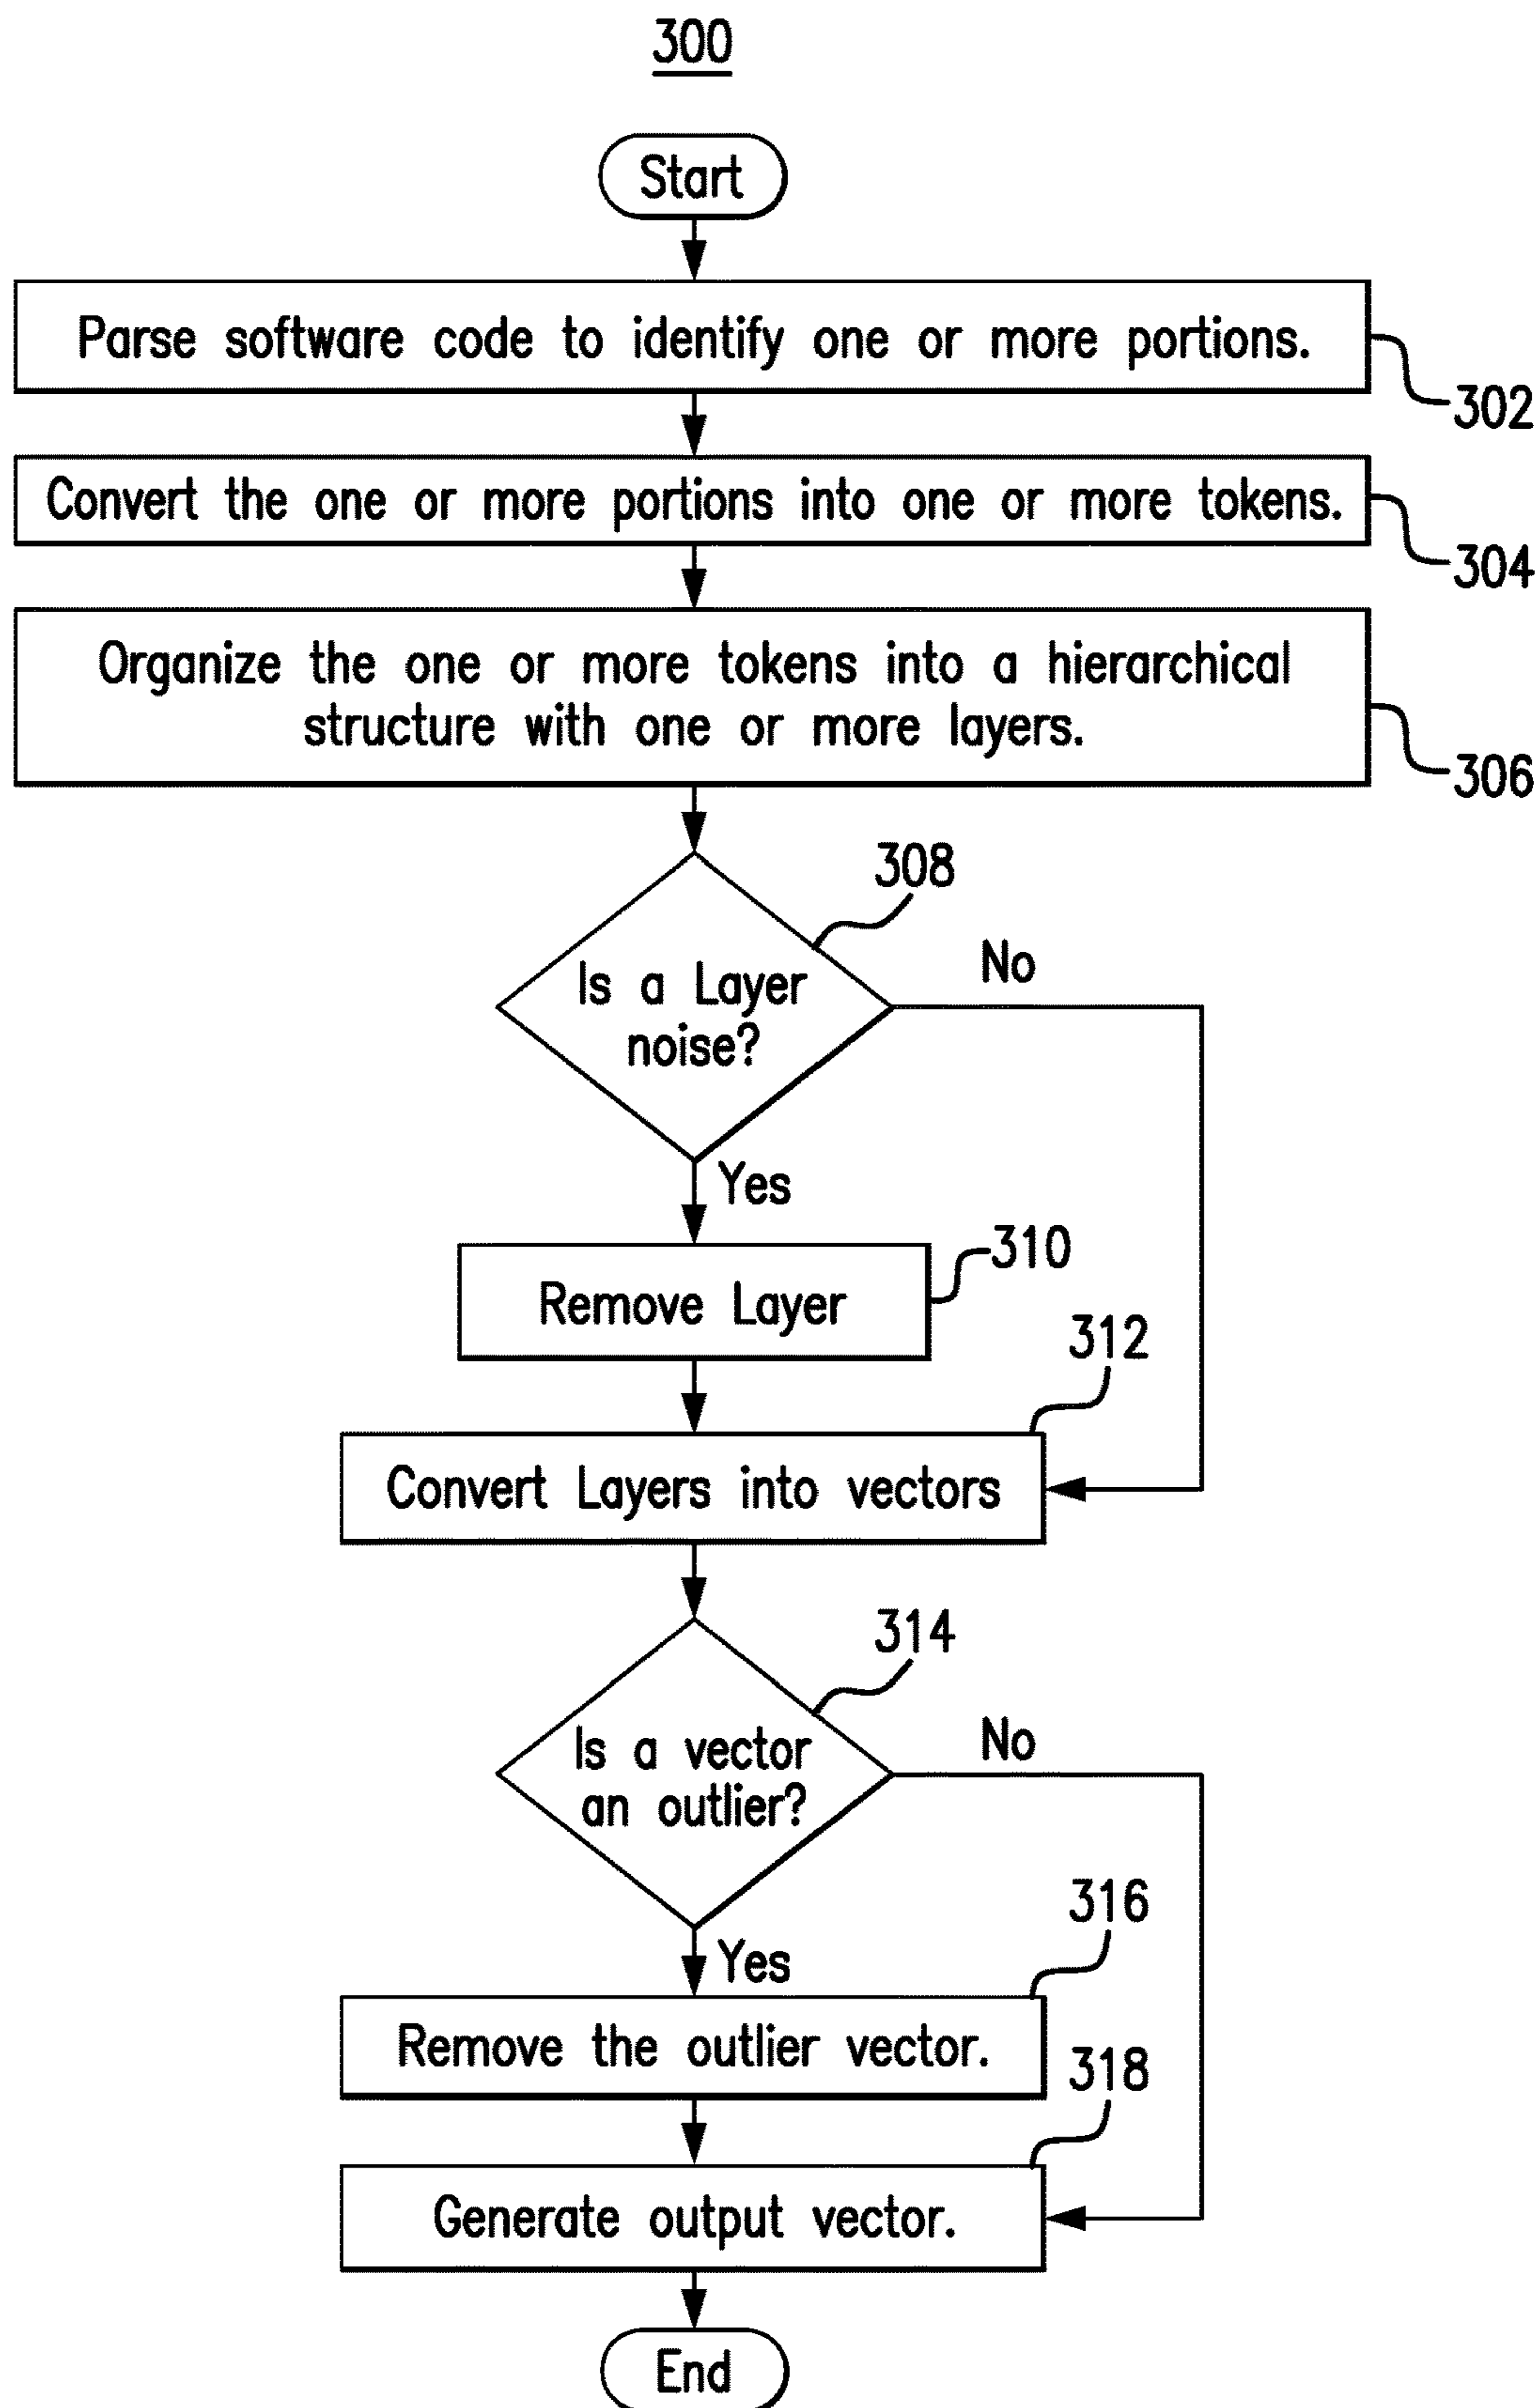 300
Start
Parse software code to identify one or more portions.
302
Convert the one or more portions into one or more tokens.
304
Organize the one or more tokens into a hierarchical
structure with one or more layers.
306
308
Is a Layer
noise?
No
Yes
310
Remove Layer
312
Convert Layers into vectors
314
Is a vector
an outlier?
No
Yes
316
Remove the outlier vector.
318
Generate output vector.
End